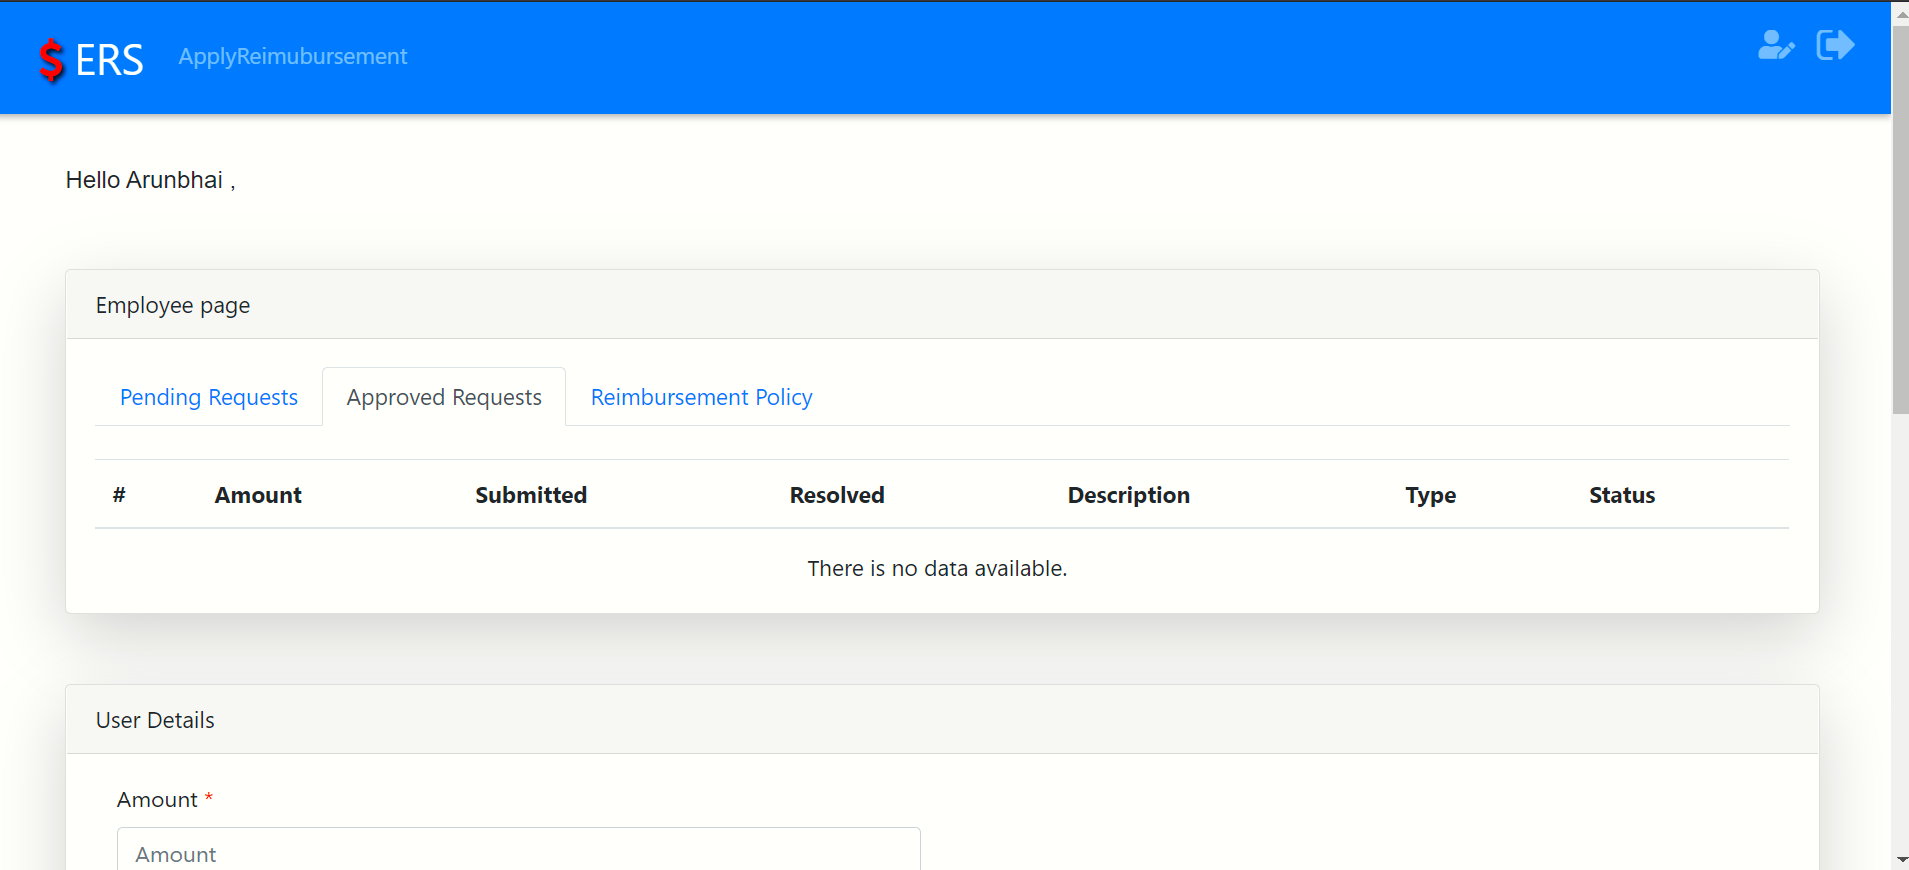 $ ERS ApplyReimubursement
Hello Arunbhai ,
Employee page
Pending Requests Approved Requests Reimbursement Policy
# Amount Submitted Resolved Description Type Status
There is no data available.
User Details
Amount *
Amount